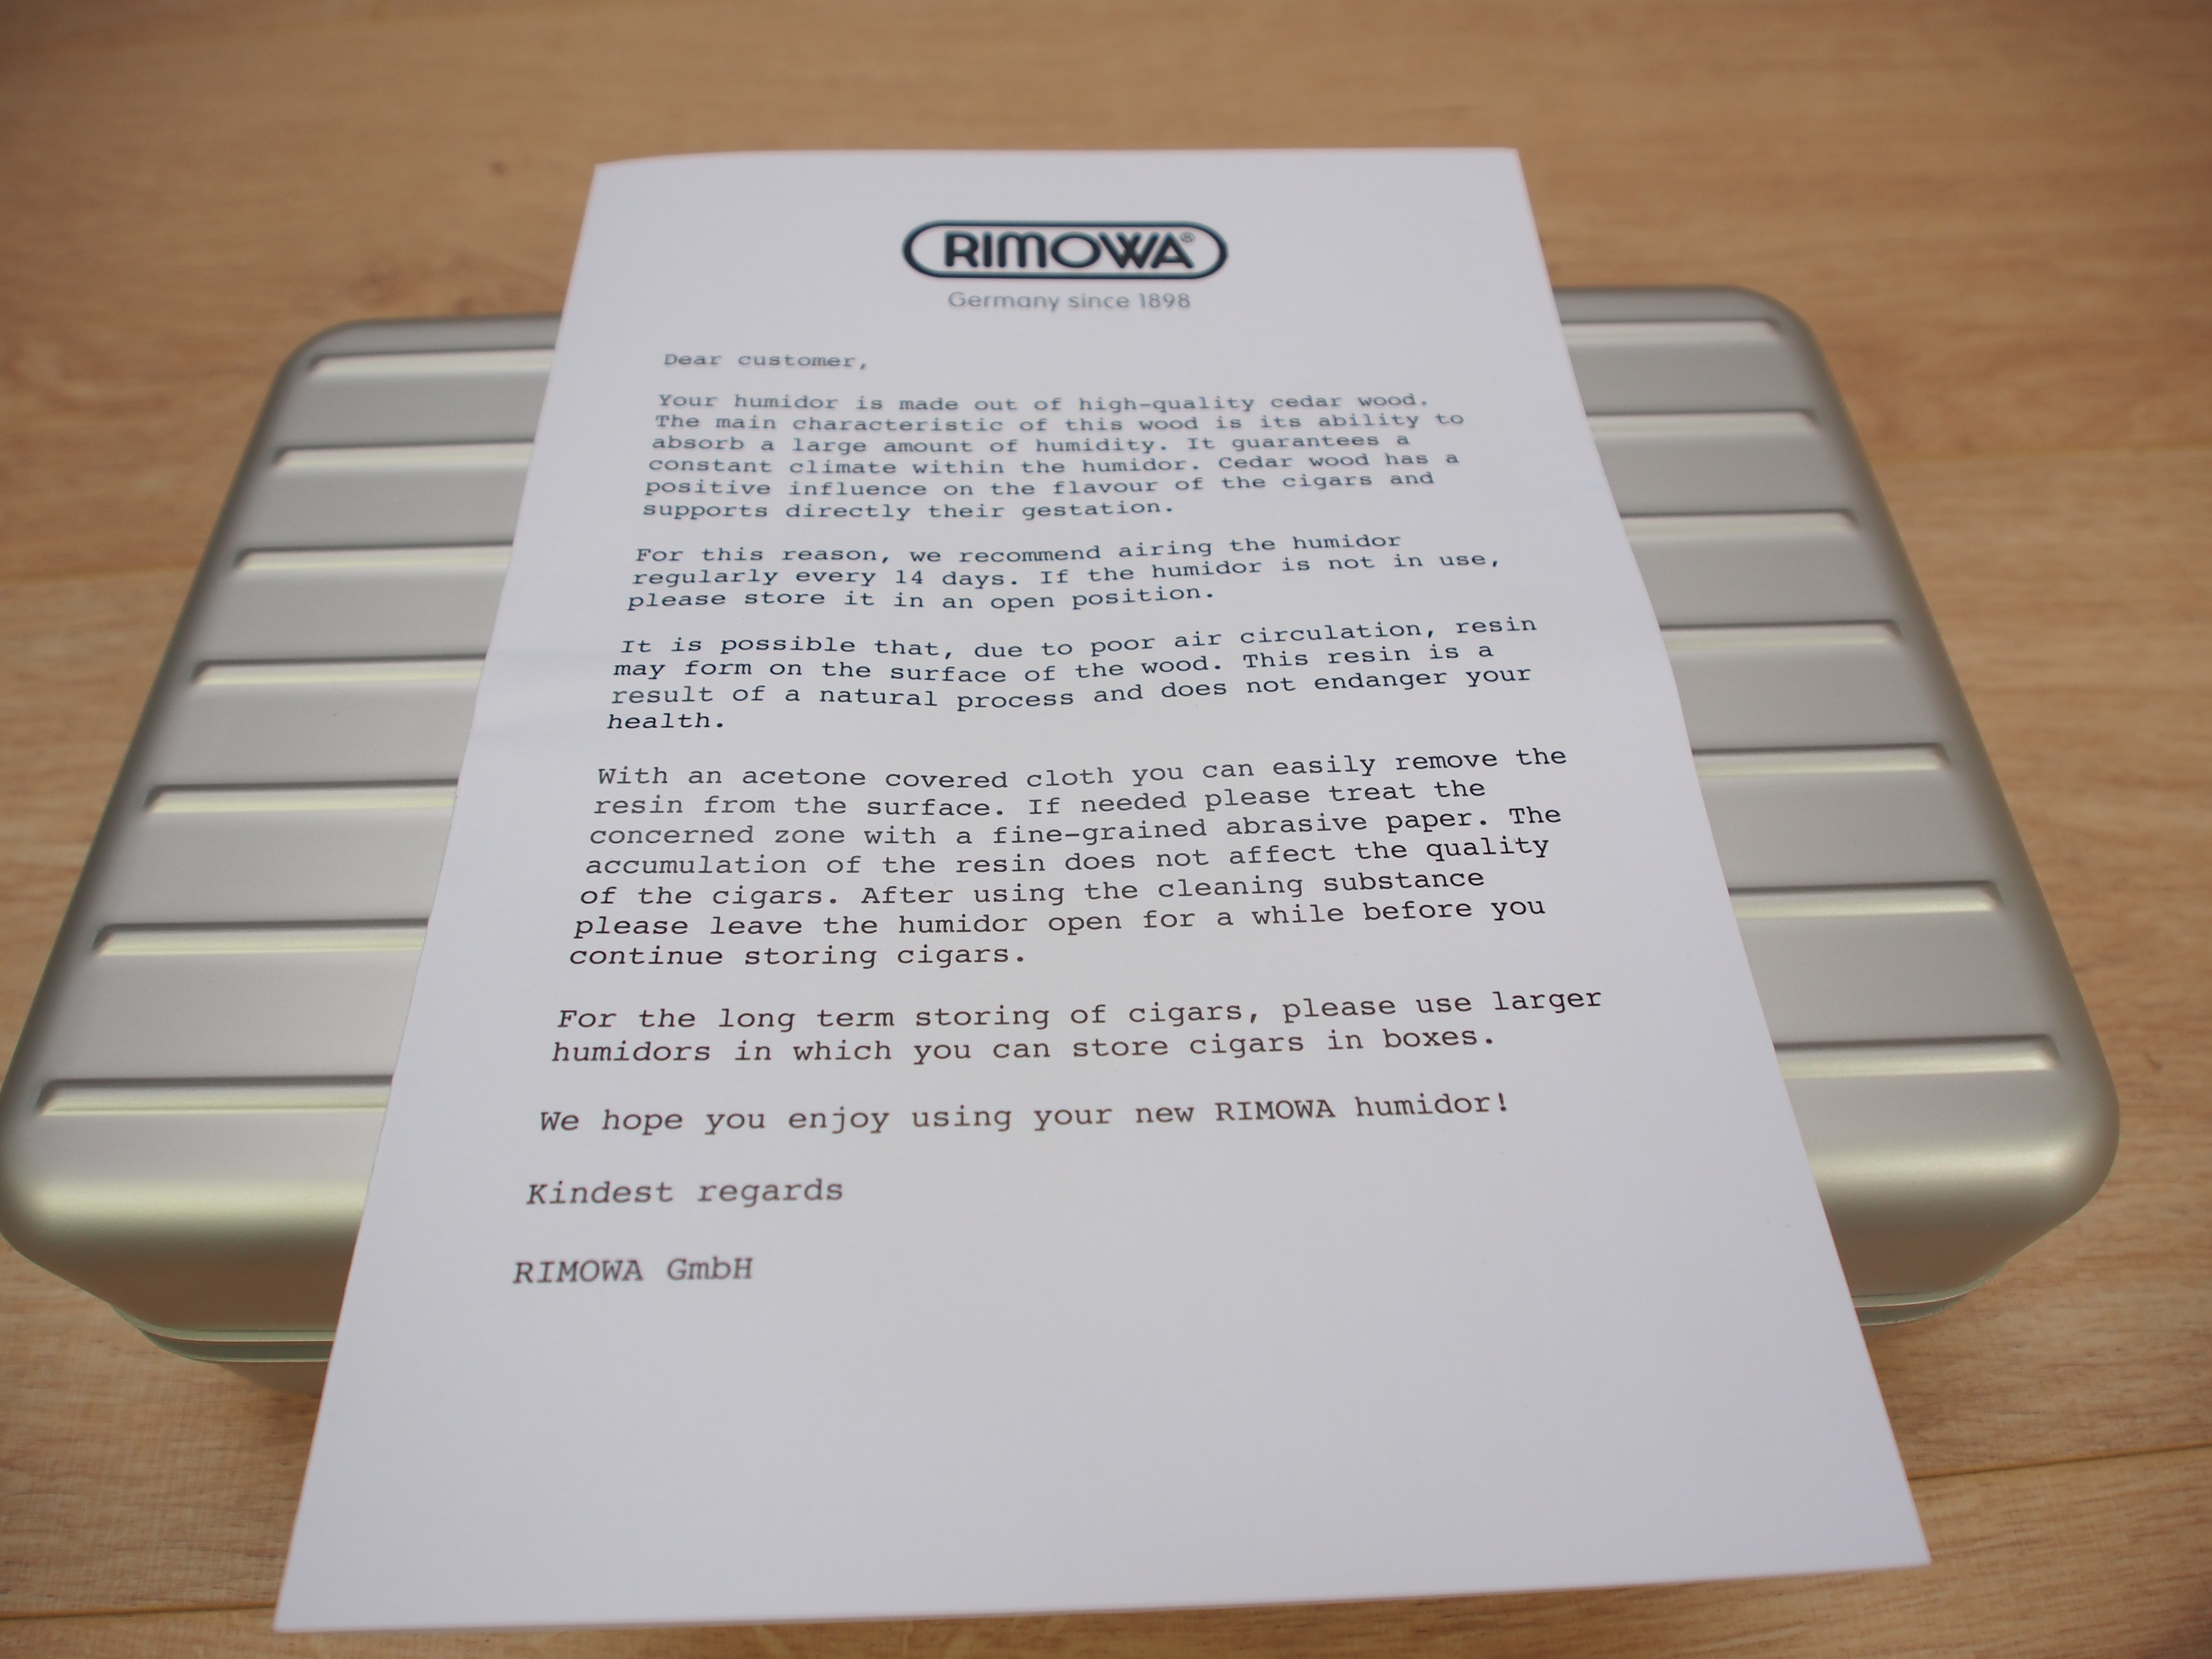 RIMOWA®
Germany since 1898
Dear customer,
Your humidor is made out of high-quality cedar wood.
The main characteristic of this wood is its ability to
absorb a large amount of humidity. It guarantees a
constant climate within the humidor. Cedar wood has a
positive influence on the flavour of the cigars and
supports directly their gestation.
For this reason, we recommend airing the humidor
regularly every 14 days. If the humidor is not in use,
please store it in an open position.
It is possible that, due to poor air circulation, resin
may form on the surface of the wood. This resin is a
result of a natural process and does not endanger your
health.
With an acetone covered cloth you can easily remove the
resin from the surface. If needed please treat the
concerned zone with a fine-grained abrasive paper. The
accumulation of the resin does not affect the quality
of the cigars. After using the cleaning substance
please leave the humidor open for a while before you
continue storing cigars.
For the long term storing of cigars, please use larger
humidors in which you can store cigars in boxes.
We hope you enjoy using your new RIMOWA humidor!
Kindest regards
RIMOWA GmbH